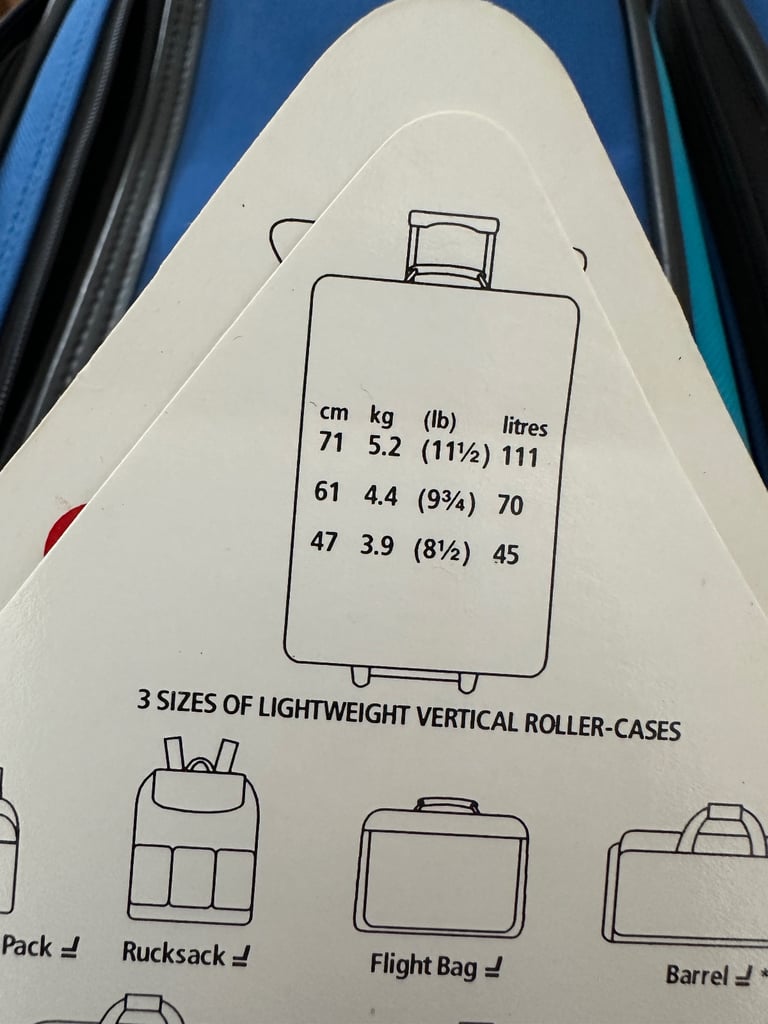 cm kg (lb) litres
71 5.2 (11½) 111
61 4.4 (9¾) 70
47 3.9 (8½) 45
3 SIZES OF LIGHTWEIGHT VERTICAL ROLLER-CASES
Pack Rucksack Flight Bag Barrel *